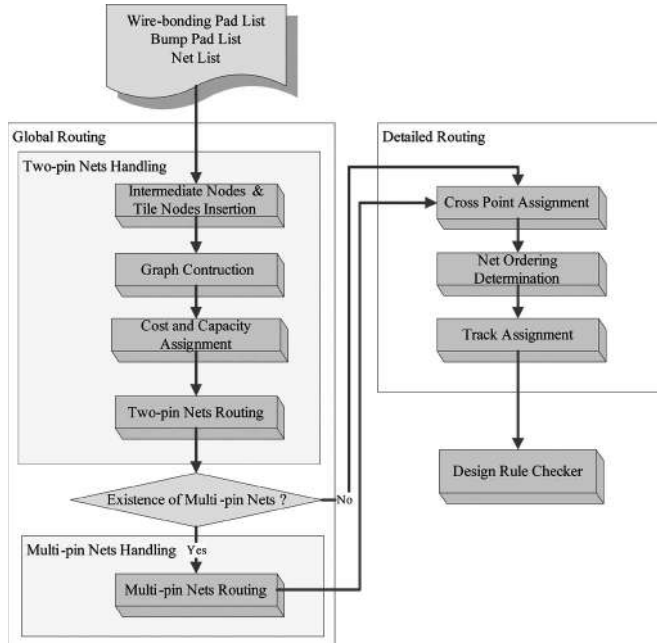 Wire-bonding Pad List
Bump Pad List
Net List
Global Routing
Two-pin Nets Handling
Intermediate Nodes &
Tile Nodes Insertion
Graph Contruction
Cost and Capacity
Assignment
Two-pin Nets Routing
Existence of Multi-pin Nets ?
No
Yes
Multi-pin Nets Handling
Multi-pin Nets Routing
Detailed Routing
Cross Point Assignment
Net Ordering
Determination
Track Assignment
Design Rule Checker